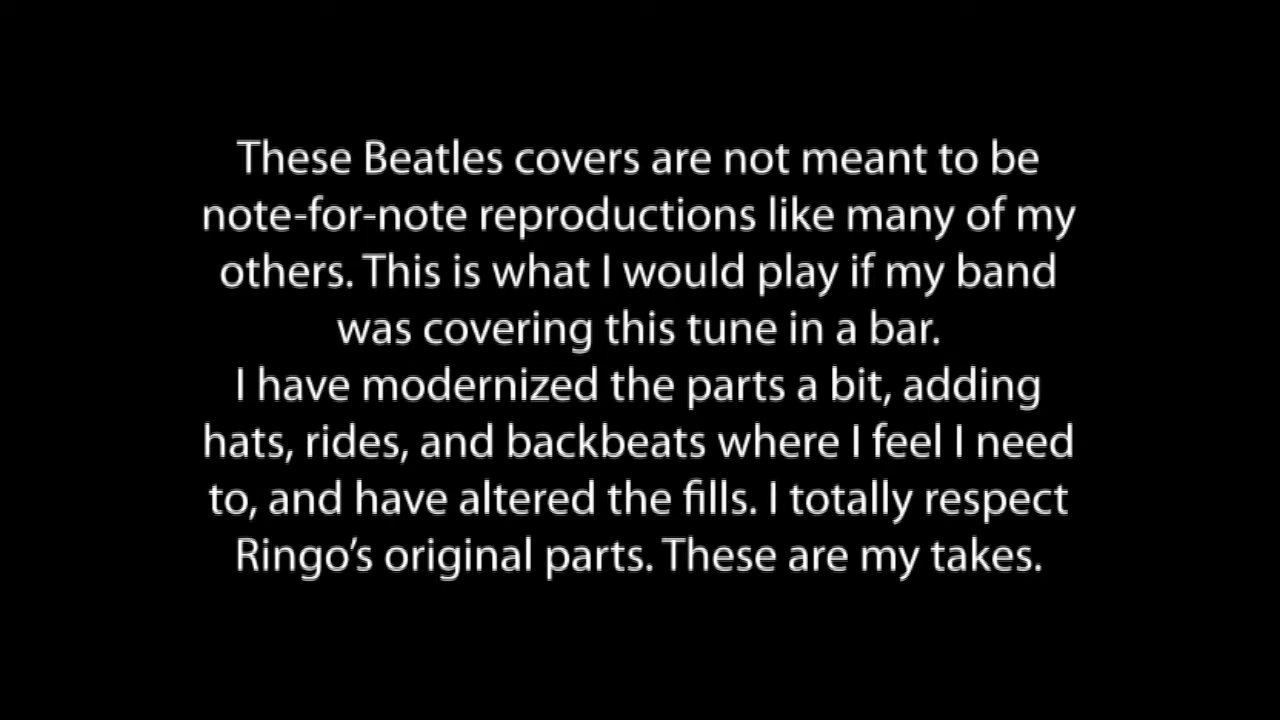 These Beatles covers are not meant to be
note-for-note reproductions like many of my
others. This is what I would play if my band
was covering this tune in a bar.
I have modernized the parts a bit, adding
hats, rides, and backbeats where I feel I need
to, and have altered the fills. I totally respect
Ringo’s original parts. These are my takes.